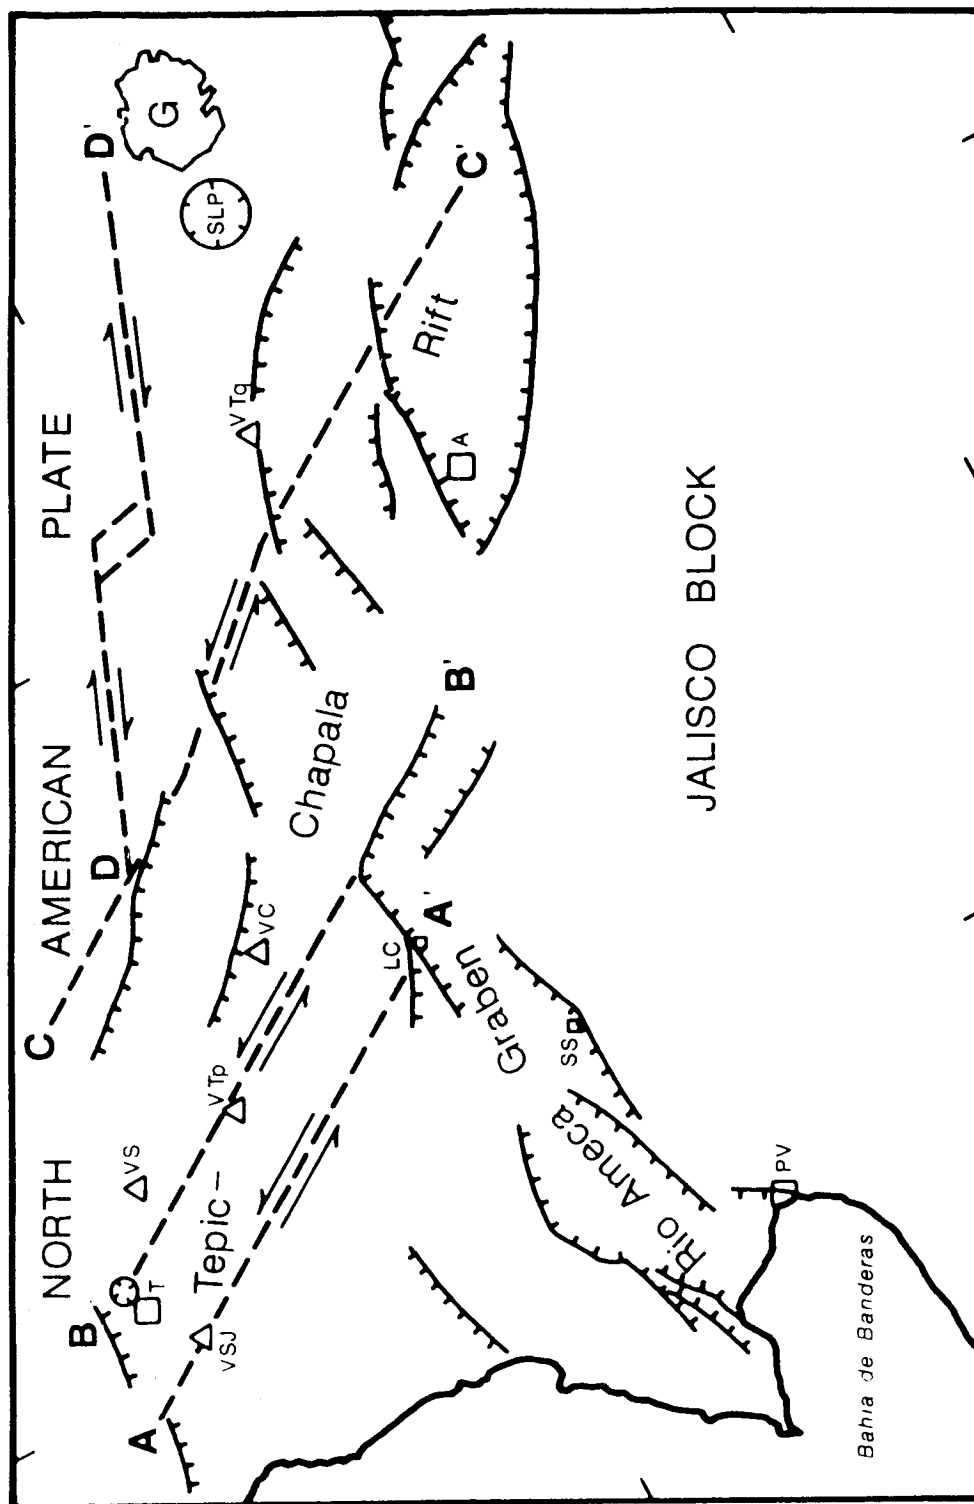 NORTH AMERICAN PLATE
JALISCO BLOCK
Tepic-
Chapala
Rift
Rio Ameca Graben
Bahia de Banderas
A
A'
B
B'
C
C'
D
D'
G
SLP
VTq
A
VC
LC
VTp
VS
T
VSJ
SS
PV